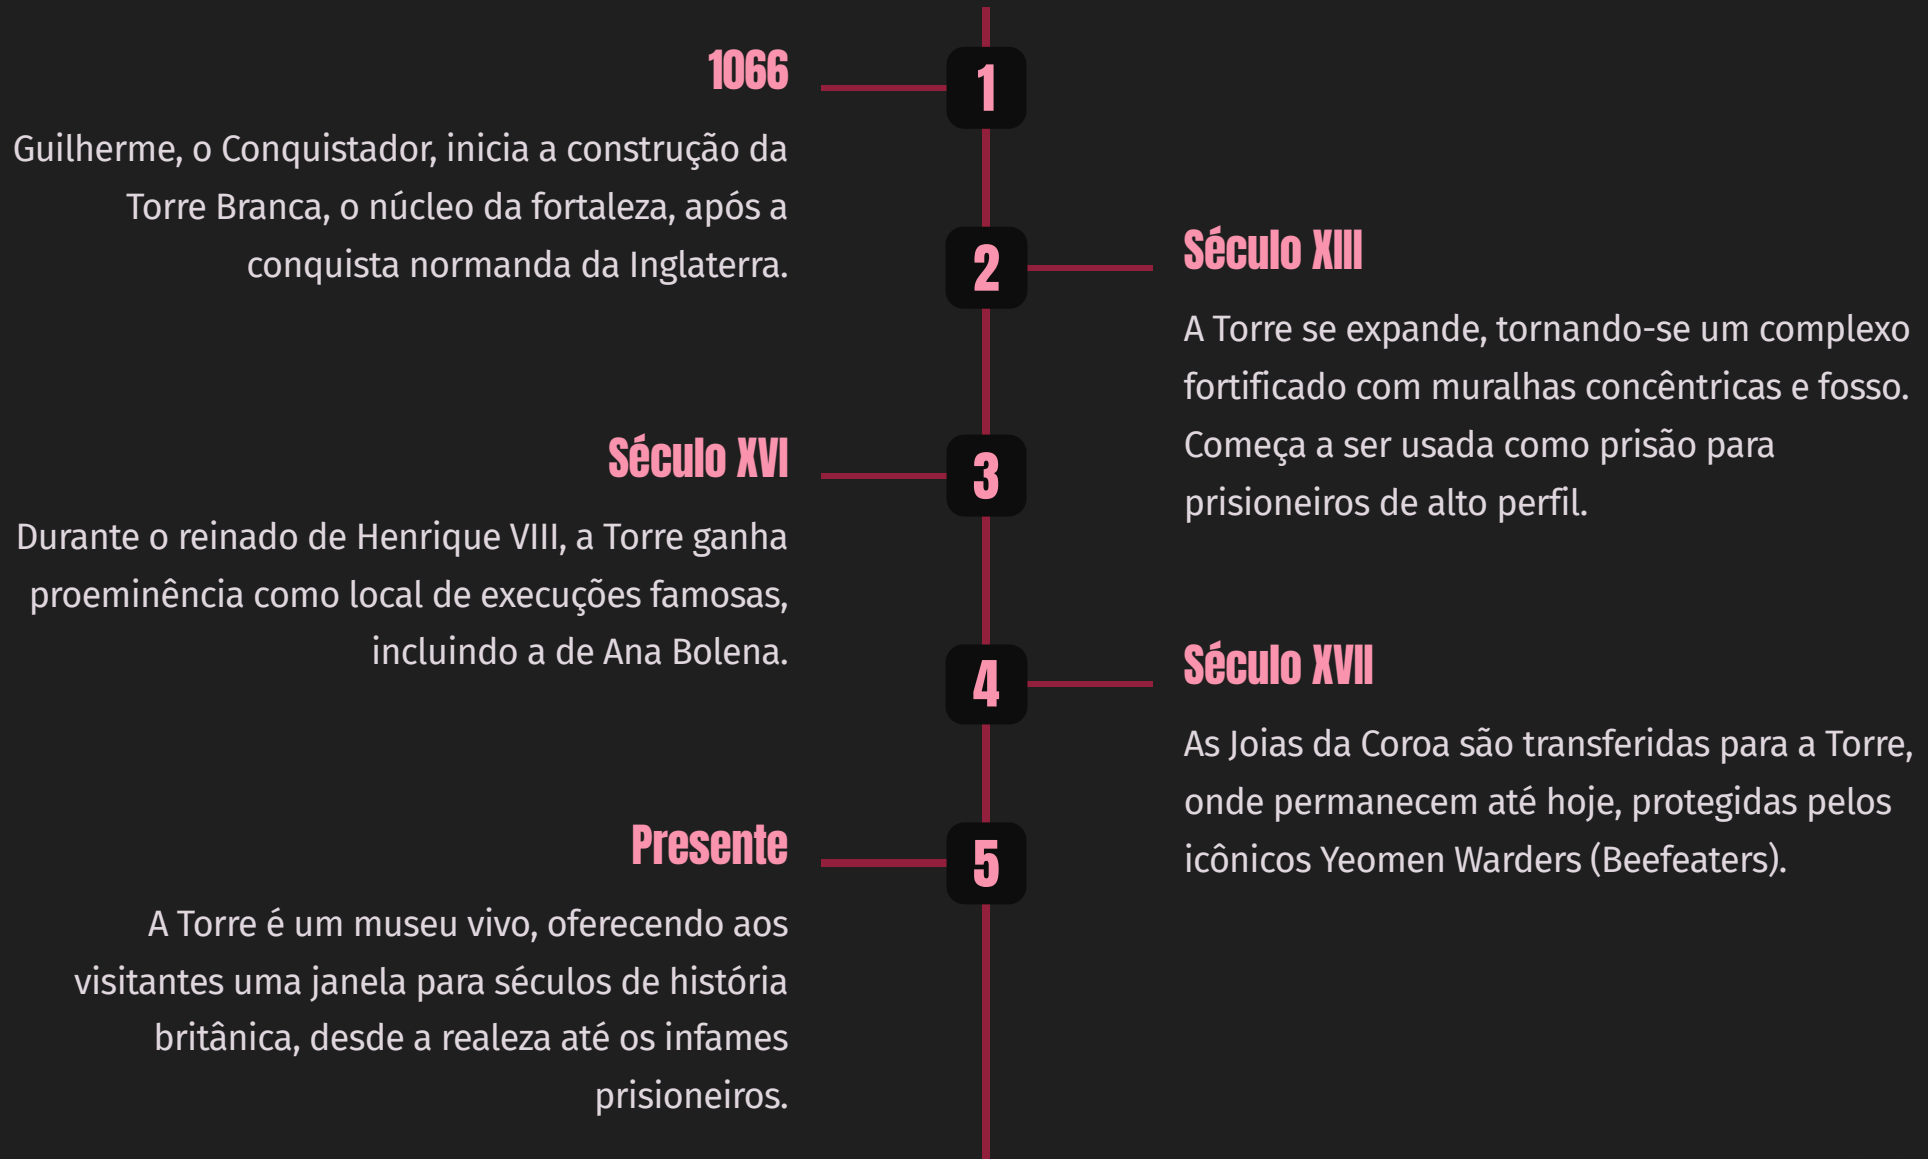 1066
1
Guilherme, o Conquistador, inicia a construção da
Torre Branca, o núcleo da fortaleza, após a
conquista normanda da Inglaterra.
2
Século XIII
A Torre se expande, tornando-se um complexo
fortificado com muralhas concêntricas e fosso.
Começa a ser usada como prisão para
prisioneiros de alto perfil.
Século XVI
3
Durante o reinado de Henrique VIII, a Torre ganha
proeminência como local de execuções famosas,
incluindo a de Ana Bolena.
4
Século XVII
As Joias da Coroa são transferidas para a Torre,
onde permanecem até hoje, protegidas pelos
icônicos Yeomen Warders (Beefeaters).
Presente
5
A Torre é um museu vivo, oferecendo aos
visitantes uma janela para séculos de história
britânica, desde a realeza até os infames
prisioneiros.